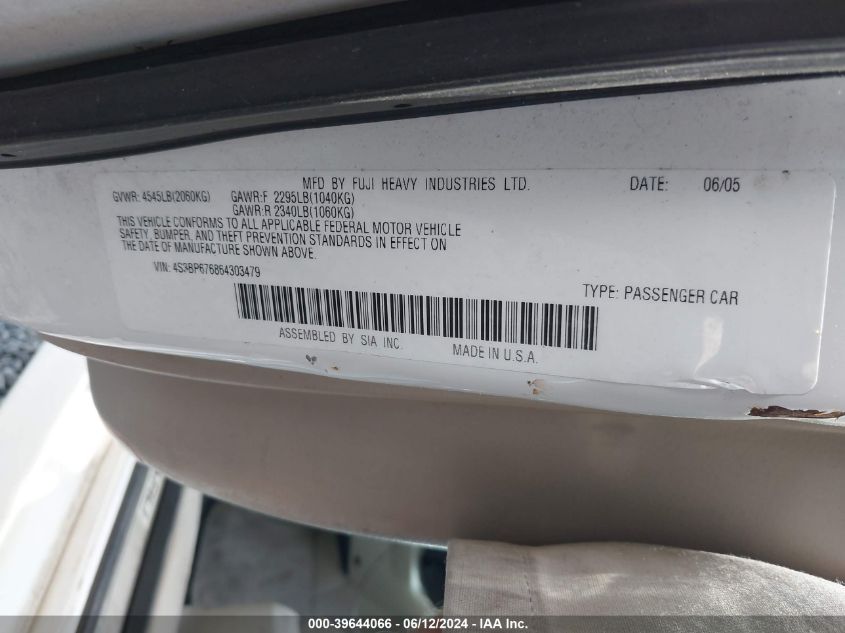 MFD BY FUJI HEAVY INDUSTRIES LTD. DATE: 06/05
GVWR: 4545LB(2060KG) GAWR:F 2295LB(1040KG)
GAWR:R 2340LB(1060KG)
THIS VEHICLE CONFORMS TO ALL APPLICABLE FEDERAL MOTOR VEHICLE
SAFETY, BUMPER, AND THEFT PREVENTION STANDARDS IN EFFECT ON
THE DATE OF MANUFACTURE SHOWN ABOVE.
VIN: 4S3BP676864303479 TYPE: PASSENGER CAR
ASSEMBLED BY SIA INC. MADE IN U.S.A.
000-39644066 - 06/12/2024 - IAA Inc.